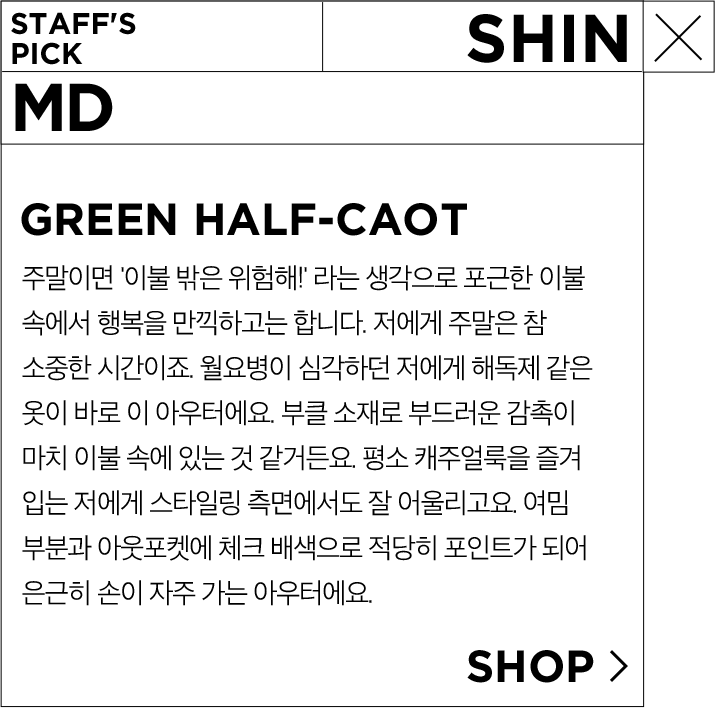 STAFF'S
PICK
SHIN
MD
GREEN HALF-CAOT
주말이면 '이불 밖은 위험해!' 라는 생각으로 포근한 이불
속에서 행복을 만끽하고는 합니다. 저에게 주말은 참
소중한 시간이죠. 월요병이 심각하던 저에게 해독제 같은
옷이 바로 이 아우터에요. 부클 소재로 부드러운 감촉이
마치 이불 속에 있는 것 같거든요. 평소 캐주얼룩을 즐겨
입는 저에게 스타일링 측면에서도 잘 어울리고요. 여밈
부분과 아웃포켓에 체크 배색으로 적당히 포인트가 되어
은근히 손이 자주 가는 아우터에요.
SHOP >